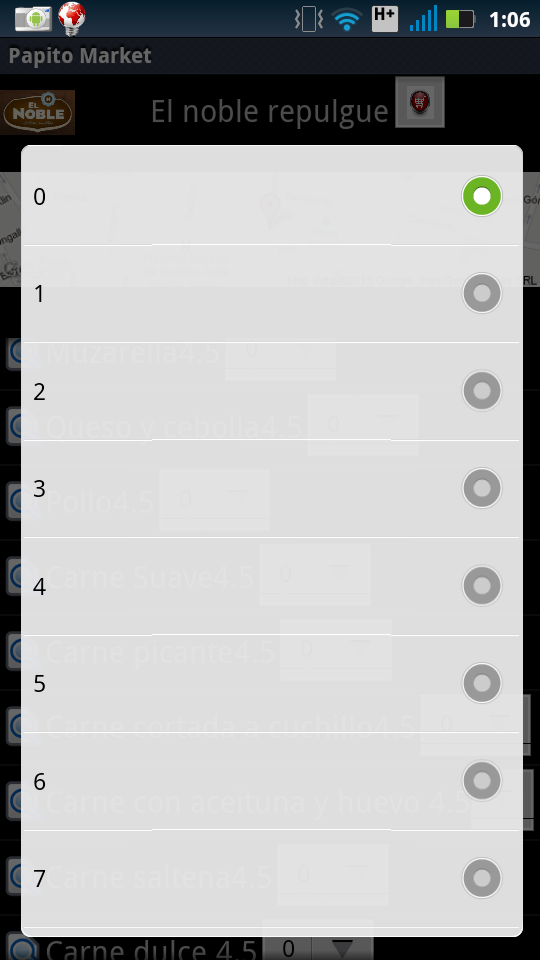 H+ 1:06
Papito Market
EL NOBLE
El noble repulgue
0
1
2
3
4
5
6
7
Muzarella4.5 0
Queso y cebolla4.5 0
Pollo4.5 0
Carne Suave4.5 0
Carne picante4.5 0
Carne cortada a cuchillo4.5 0
Carne con aceituna y huevo 4.5
Carne saltena4.5 0
Carne dulce 4.5 0